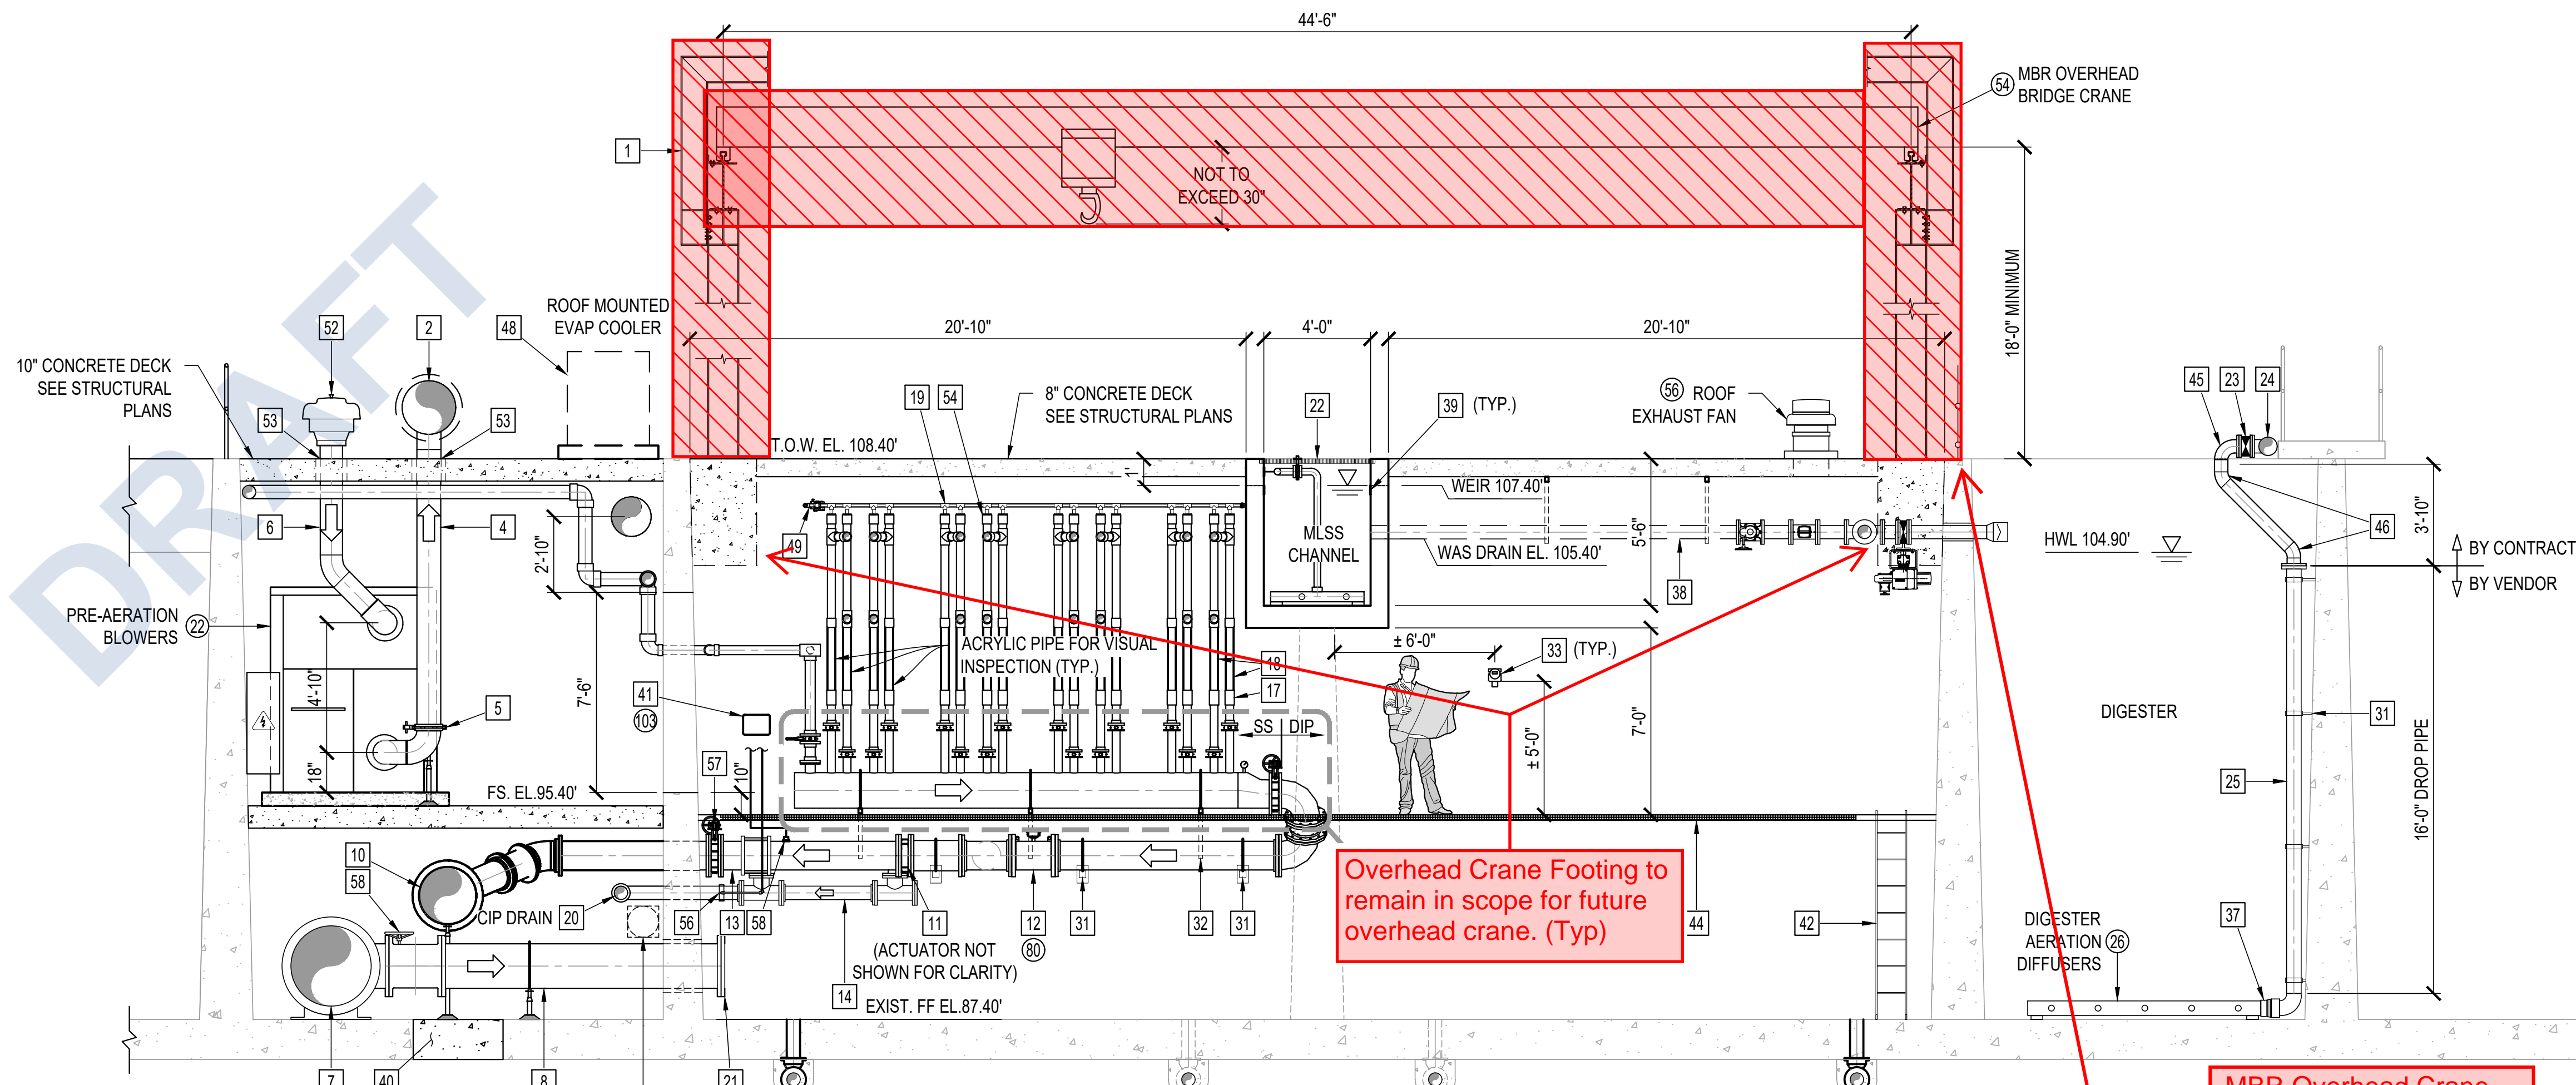 44'-6"
54 MBR OVERHEAD
BRIDGE CRANE
1
NOT TO
EXCEED 30"
18'-0" MINIMUM
DRAFT
ROOF MOUNTED
EVAP COOLER
52
2
48
20'-10"
4'-0"
20'-10"
10" CONCRETE DECK
SEE STRUCTURAL
PLANS
53
53
19
54
8" CONCRETE DECK
SEE STRUCTURAL PLANS
22
39 (TYP.)
56 ROOF
EXHAUST FAN
45
23
24
T.O.W. EL. 108.40'
1'
WEIR 107.40'
6
4
49
2'-10"
MLSS
CHANNEL
5'-6"
WAS DRAIN EL. 105.40'
38
HWL 104.90'
46
3'-10"
BY CONTRACT
BY VENDOR
PRE-AERATION
BLOWERS 22
ACRYLIC PIPE FOR VISUAL
INSPECTION (TYP.)
± 6'-0"
33 (TYP.)
18
17
4'-10"
7'-6"
41
103
5
SS DIP
± 5'-0"
7'-0"
DIGESTER
31
18"
57
10"
FS. EL.95.40'
25
16'-0" DROP PIPE
10
58
CIP DRAIN 20
56
13
58
11
12
80
31
32
31
44
42
Overhead Crane Footing to
remain in scope for future
overhead crane. (Typ)
(ACTUATOR NOT
SHOWN FOR CLARITY)
14
EXIST. FF EL.87.40'
DIGESTER
AERATION 26
DIFFUSERS
37
7
40
8
21
MBR Overhead Crane